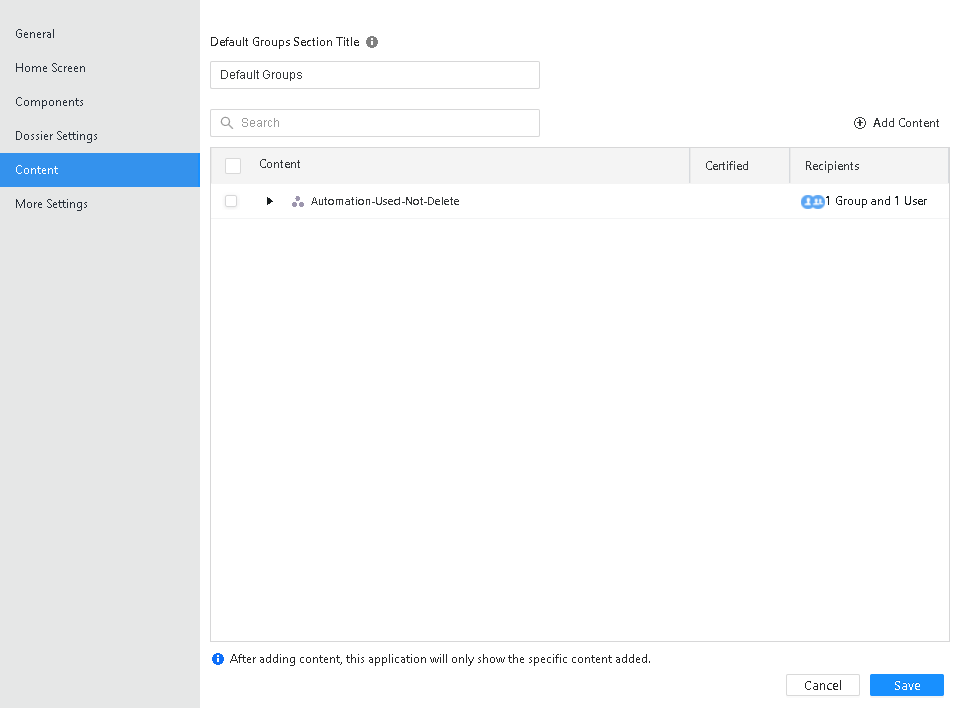 General
Home Screen
Components
Dossier Settings
Content
More Settings
Default Groups Section Title
Default Groups
Search
Add Content
Content Certified Recipients
Automation-Used-Not-Delete 1 Group and 1 User
After adding content, this application will only show the specific content added.
Cancel Save